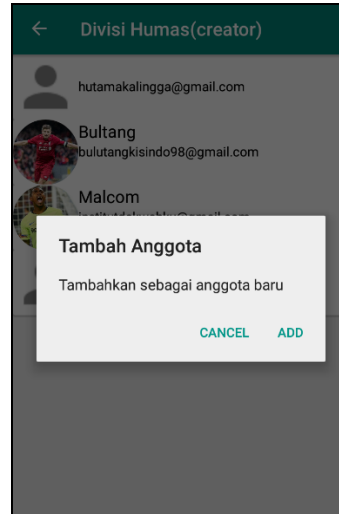 Divisi Humas(creator)
hutamakalingga@gmail.com
Bultang
bulutangkisindo98@gmail.com
Malcom
Tambah Anggota
Tambahkan sebagai anggota baru
CANCEL ADD